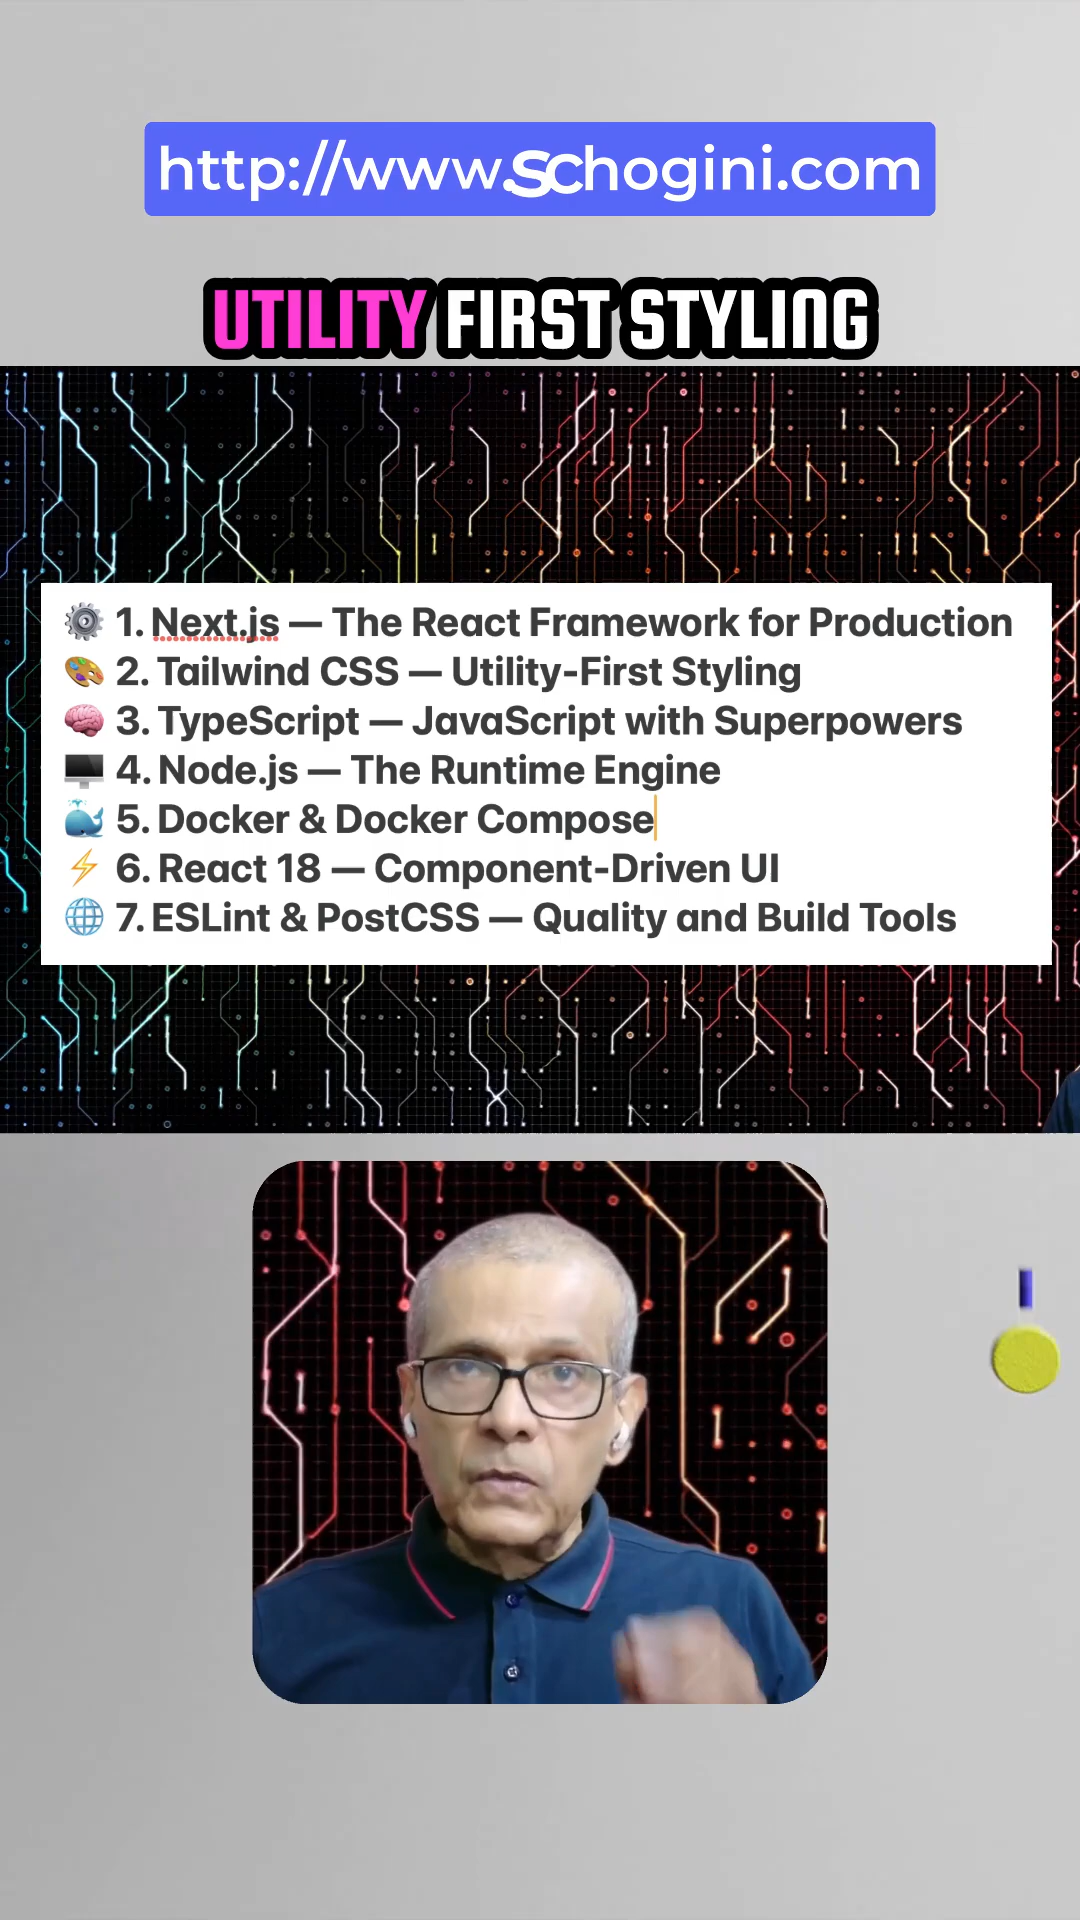 http://www.schogini.com
UTILITY FIRST STYLING
1. Next.js — The React Framework for Production
2. Tailwind CSS — Utility-First Styling
3. TypeScript — JavaScript with Superpowers
4. Node.js — The Runtime Engine
5. Docker & Docker Compose
6. React 18 — Component-Driven UI
7. ESLint & PostCSS — Quality and Build Tools